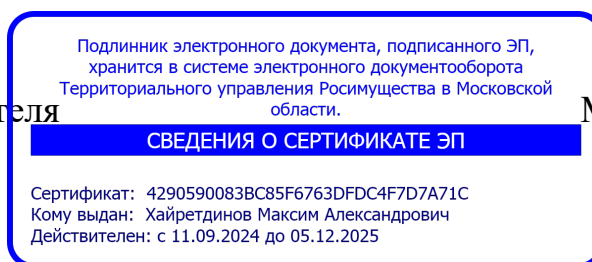 Подлинник электронного документа, подписанного ЭП,
хранится в системе электронного документооборота
Территориального управления Росимущества в Московской
области.
СВЕДЕНИЯ О СЕРТИФИКАТЕ ЭП
Сертификат: 4290590083BC85F6763DFDC4F7D7A71C
Кому выдан: Хайретдинов Максим Александрович
Действителен: с 11.09.2024 до 05.12.2025